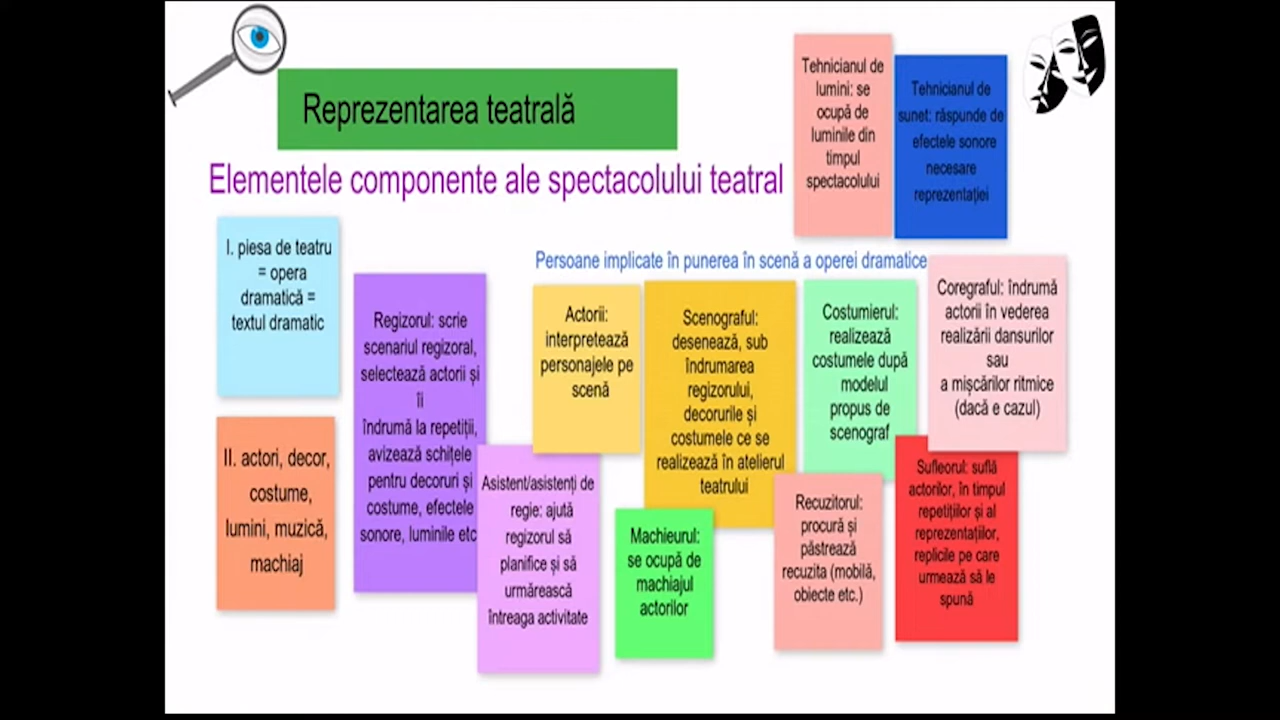 Reprezentarea teatrală
Elementele componente ale spectacolului teatral
Tehnicianul de
lumini: se
ocupă de
luminile din
timpul
spectacolului
Tehnicianul de
sunet: răspunde de
efectele sonore
necesare
reprezentației
I. piesa de teatru
= opera
dramatică =
textul dramatic
II. actori, decor,
costume,
lumini, muzică,
machiaj
Persoane implicate în punerea în scenă a operei dramatice
Regizorul: scrie
scenariul regizoral,
selectează actorii și
îi
îndrumă la repetiții,
avizează schițele
pentru decoruri și
costume, efectele
sonore, luminile etc
Asistent/asistenți de
regie: ajută
regizorul să
planifice și să
urmărească
întreaga activitate
Actorii:
interpretează
personajele pe
scenă
Scenograful:
desenează, sub
îndrumarea
regizorului,
decorurile și
costumele ce se
realizează în atelierul
teatrului
Machieurul:
se ocupă de
machiajul
actorilor
Costumierul:
realizează
costumele după
modelul
propus de
scenograf
Recuzitorul:
procură și
păstrează
recuzita (mobilă,
obiecte etc.)
Coregraful: îndrumă
actorii în vederea
realizării dansurilor
sau
a mișcărilor ritmice
(dacă e cazul)
Sufleorul: suflă
actorilor, în timpul
repetițiilor și al
reprezentațiilor,
replicile pe care
urmează să le
spună